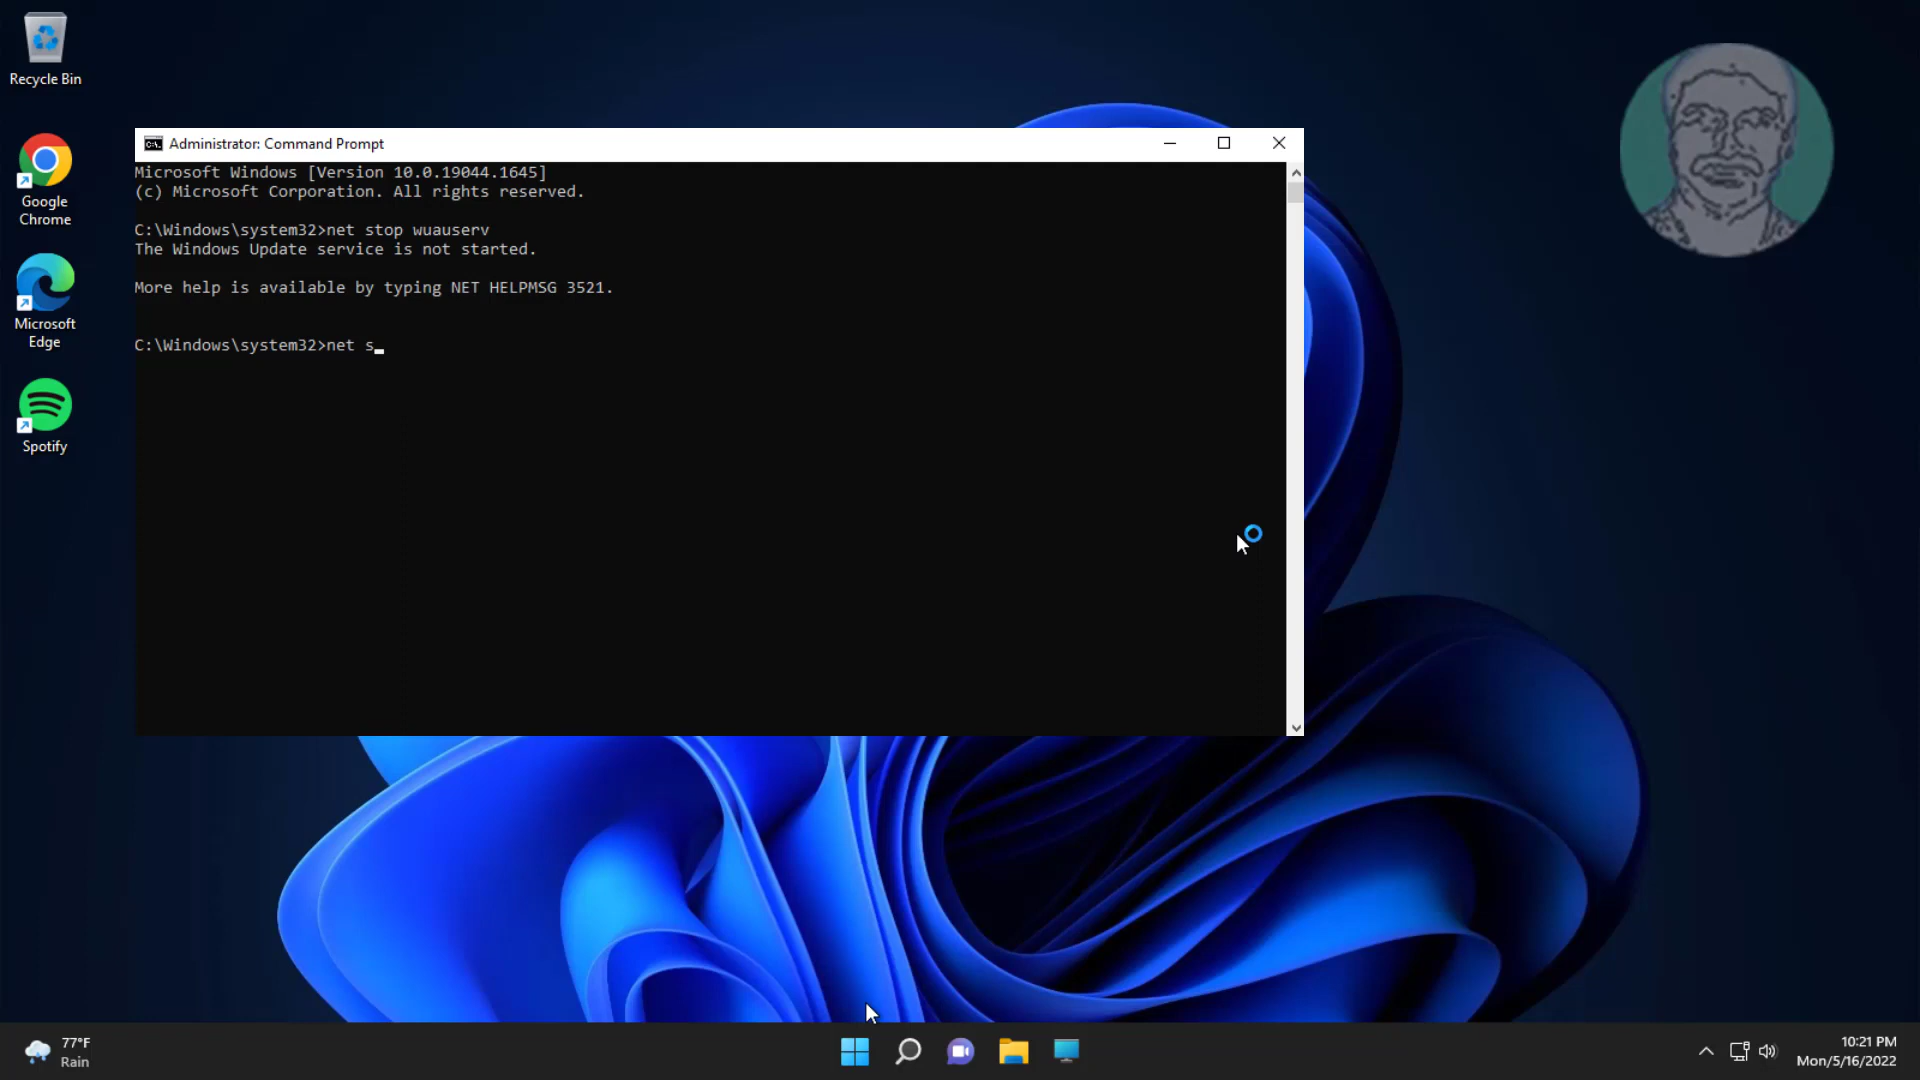 Recycle Bin
Google
Chrome
Microsoft
Edge
Spotify
Administrator: Command Prompt
Microsoft Windows [Version 10.0.19044.1645]
(c) Microsoft Corporation. All rights reserved.
C:\Windows\system32>net stop wuauserv
The Windows Update service is not started.
More help is available by typing NET HELPMSG 3521.
C:\Windows\system32>net s
77°F
Rain
10:21 PM
Mon/5/16/2022